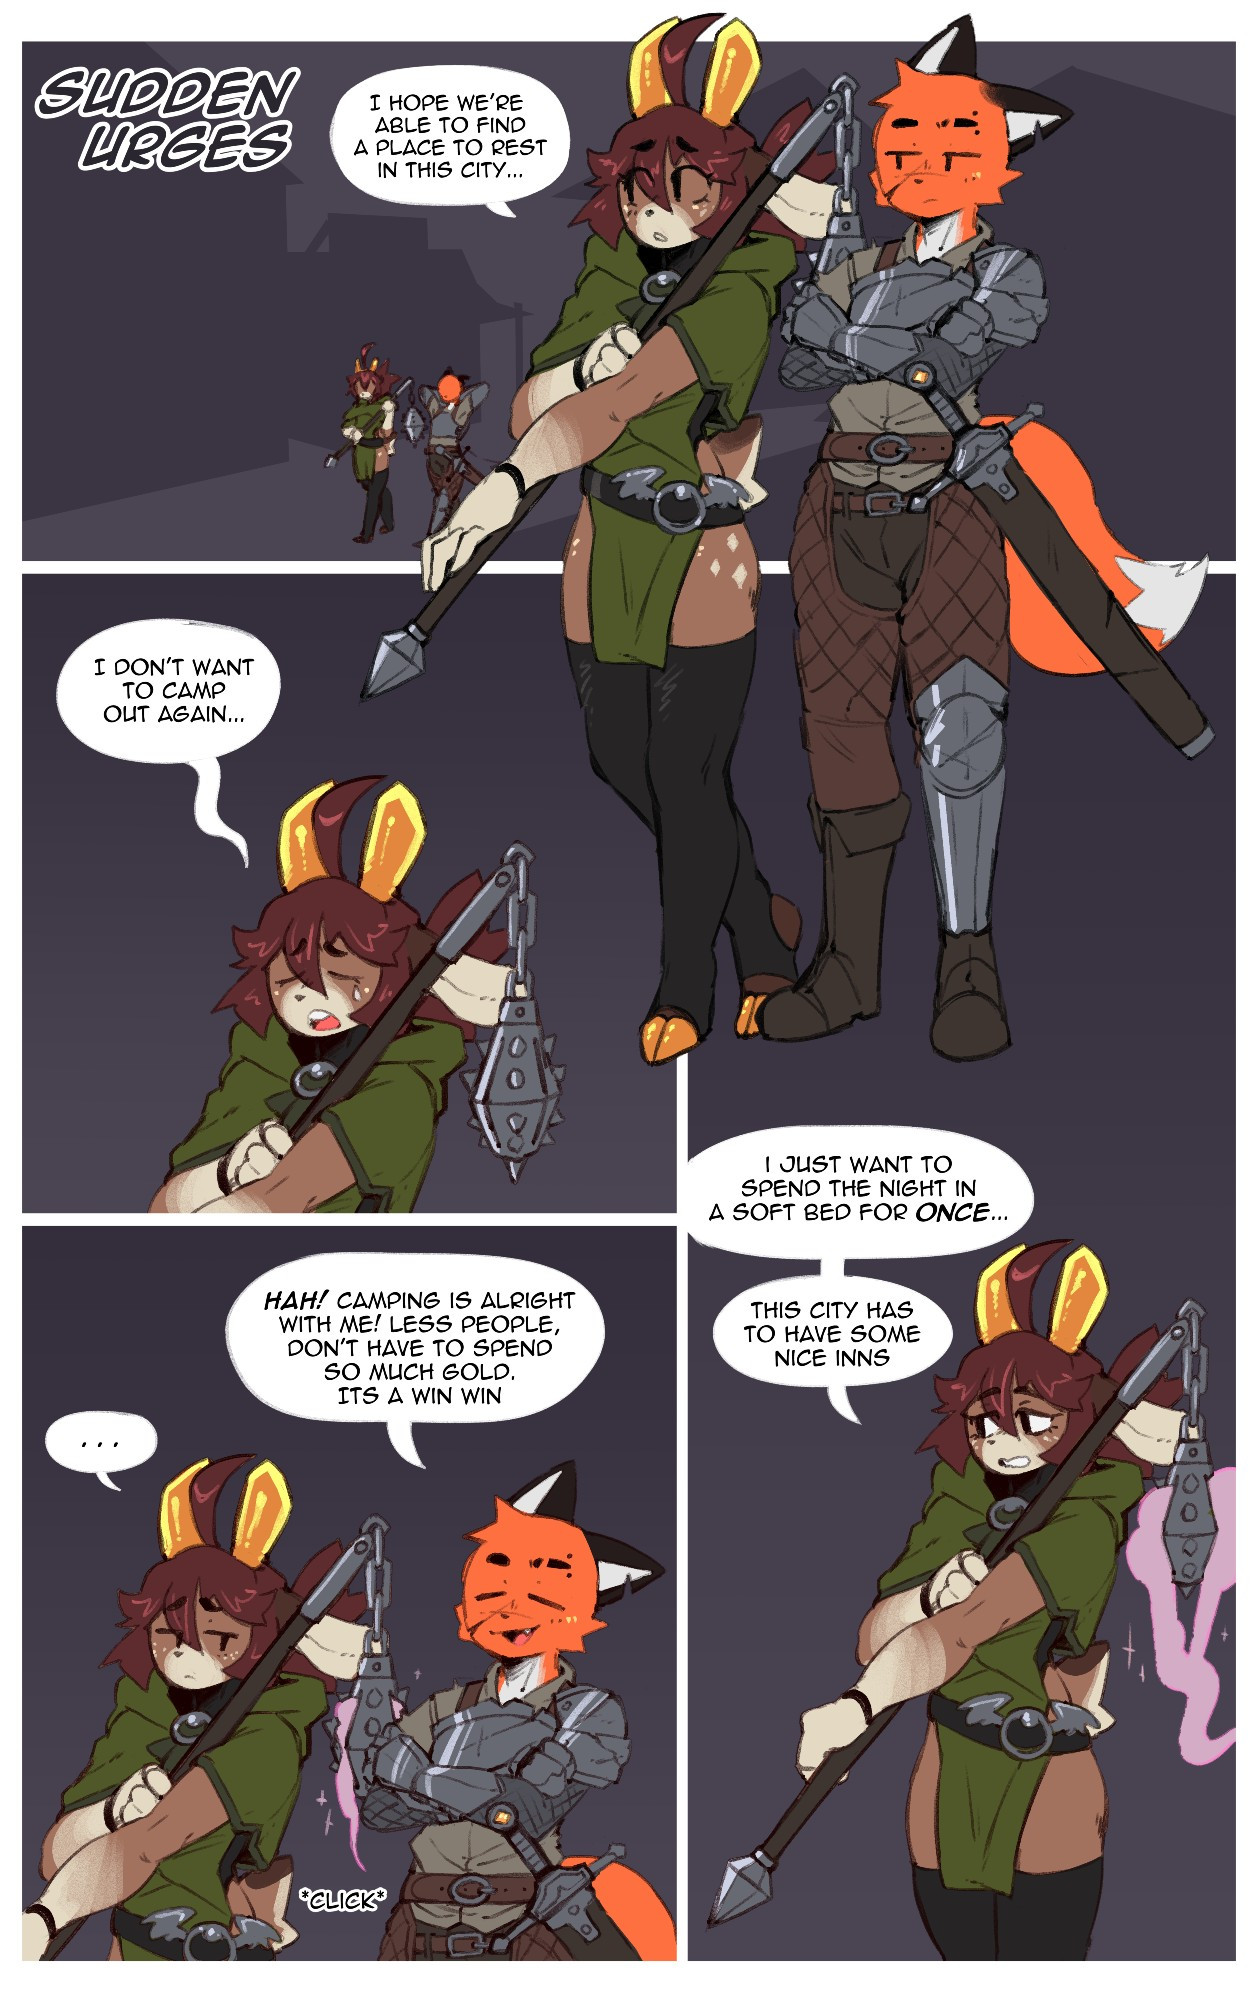 SUDDEN
URGES
I HOPE WE'RE
ABLE TO FIND
A PLACE TO REST
IN THIS CITY...
I DON'T WANT
TO CAMP
OUT AGAIN...
HAH! CAMPING IS ALRIGHT
WITH ME! LESS PEOPLE,
DON'T HAVE TO SPEND
SO MUCH GOLD.
ITS A WIN WIN
...
*CLICK*
I JUST WANT TO
SPEND THE NIGHT IN
A SOFT BED FOR ONCE...
THIS CITY HAS
TO HAVE SOME
NICE INNS